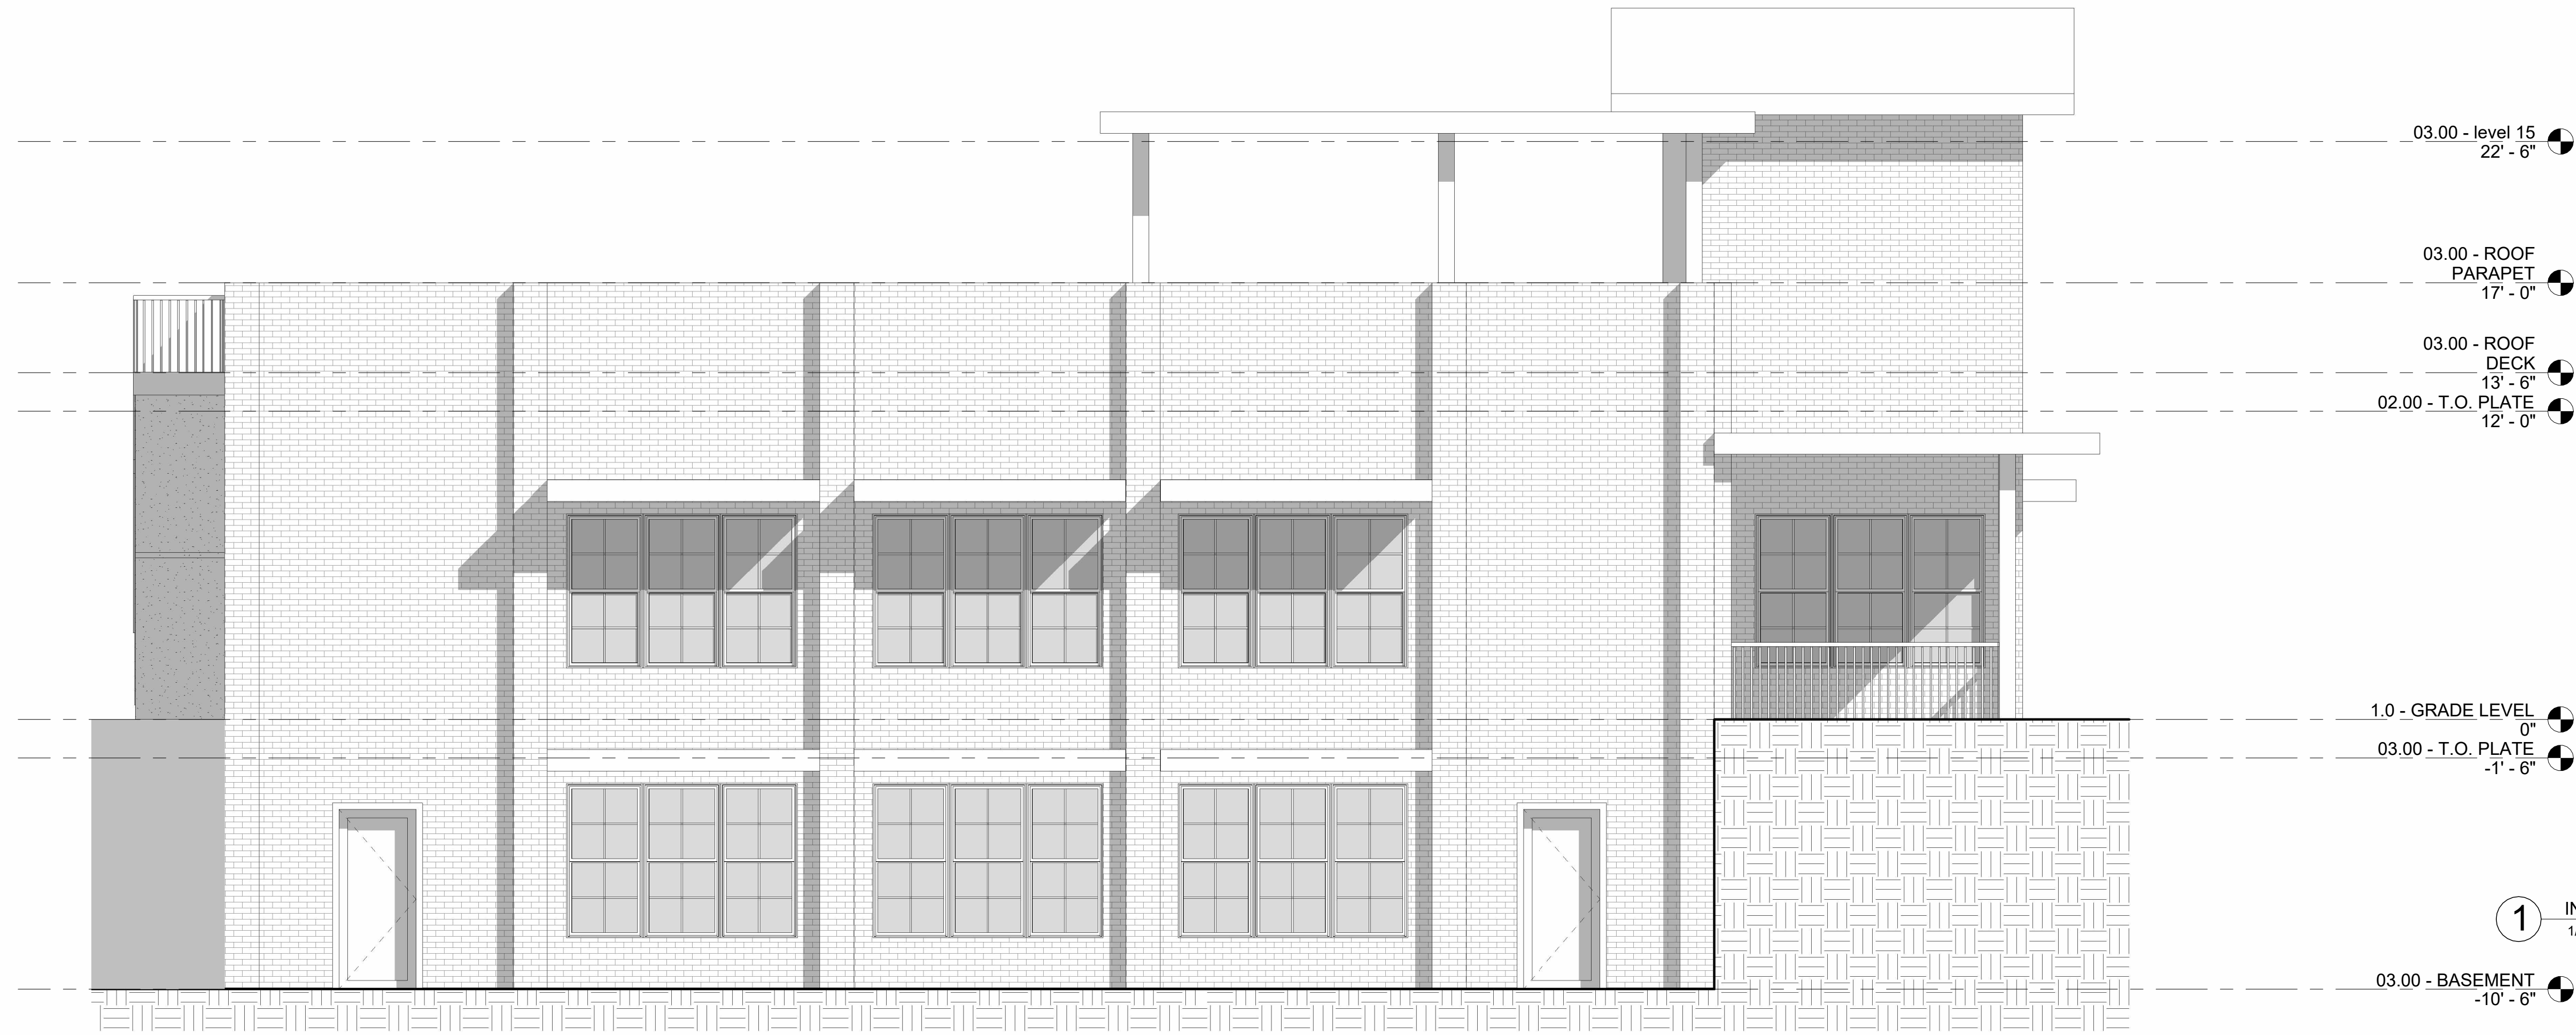 03.00 - level 15
22' - 6"
03.00 - ROOF
PARAPET
17' - 0"
03.00 - ROOF
DECK
13' - 6"
02.00 - T.O. PLATE
12' - 0"
1.0 - GRADE LEVEL
0"
03.00 - T.O. PLATE
-1' - 6"
1
03.00 - BASEMENT
-10' - 6"